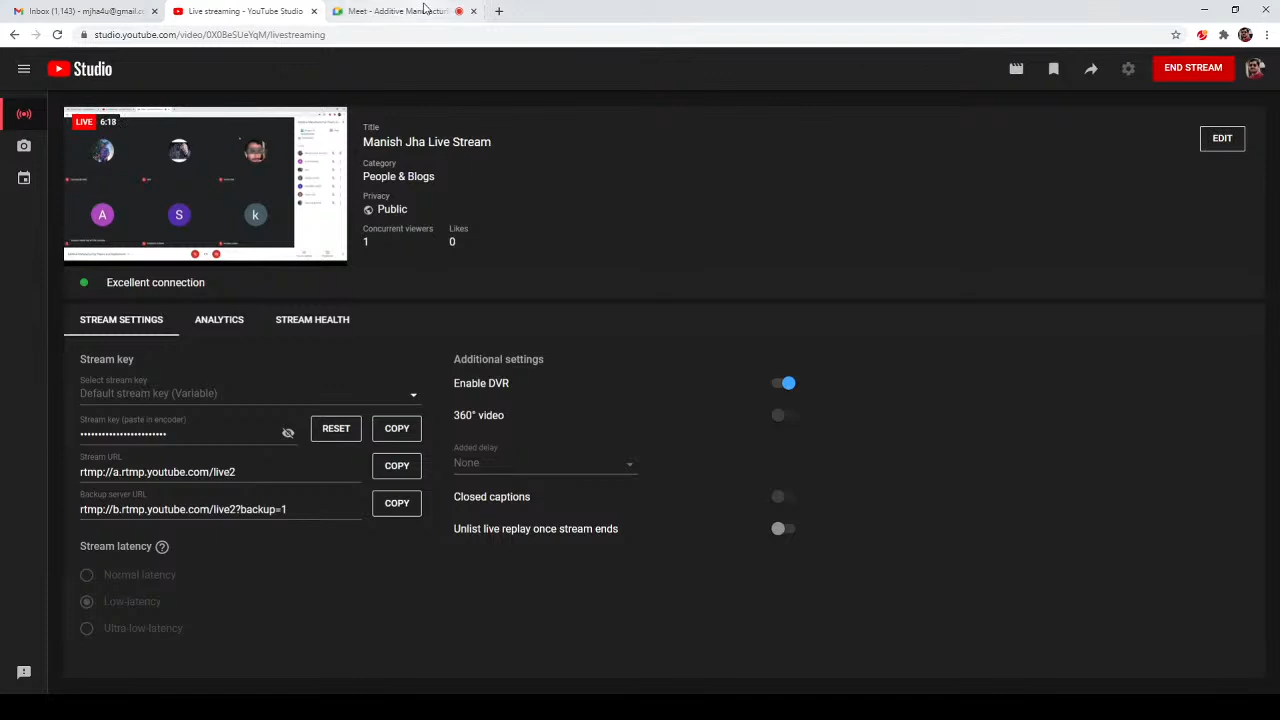 Inbox (1,143) - mjha4u@gmail.co
Live streaming - YouTube Studio
Meet - Additive Manufacturi
studio.youtube.com/video/0X0BeSUeYqM/livestreaming
Studio
END STREAM
LIVE 6:13
A
S
k
Title
Manish Jha Live Stream
EDIT
Category
People & Blogs
Privacy
Public
Concurrent viewers
Likes
1
0
Excellent connection
STREAM SETTINGS
ANALYTICS
STREAM HEALTH
Stream key
Select stream key
Default stream key (Variable)
Stream key (paste in encoder)
RESET
COPY
Stream URL
rtmp://a.rtmp.youtube.com/live2
COPY
Backup server URL
rtmp://b.rtmp.youtube.com/live2?backup=1
COPY
Stream latency
Normal latency
Low-latency
Ultra-low-latency
Additional settings
Enable DVR
360° video
Added delay
None
Closed captions
Unlist live replay once stream ends